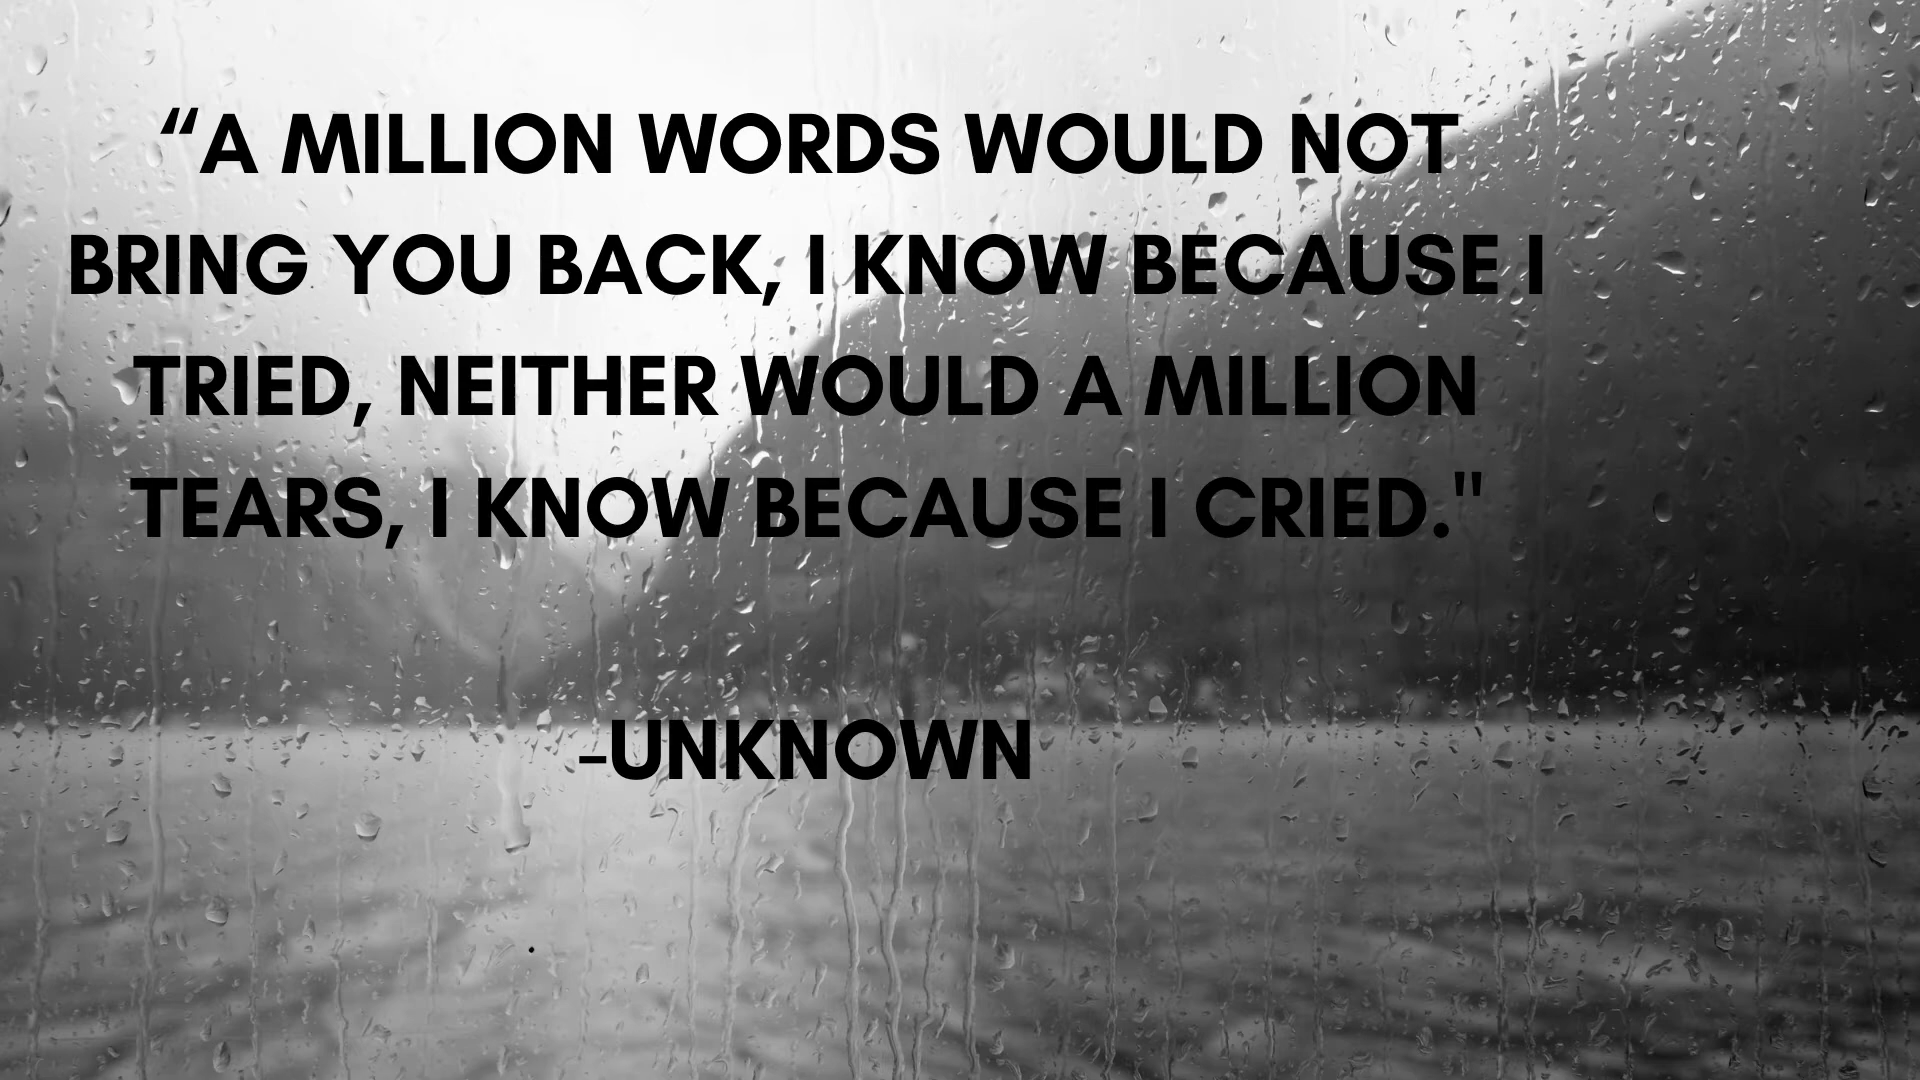 “A MILLION WORDS WOULD NOT
BRING YOU BACK, I KNOW BECAUSE I
TRIED, NEITHER WOULD A MILLION
TEARS, I KNOW BECAUSE I CRIED."
-UNKNOWN